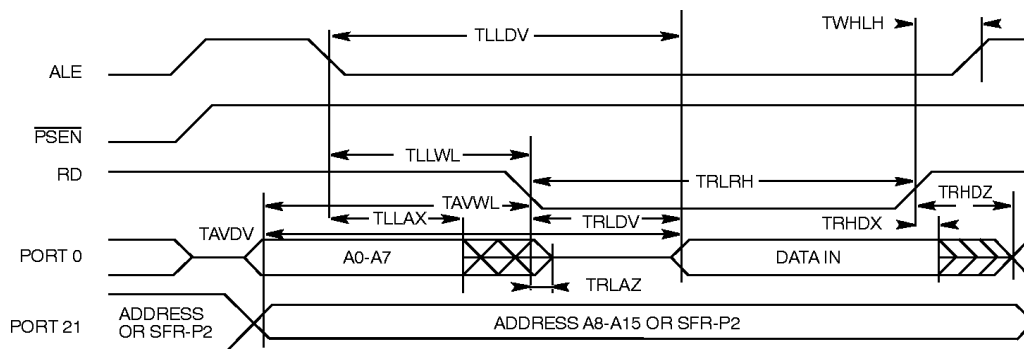 TLLDV
TWHLH
ALE
PSEN
TLLWL
RD
TRLRH
TAVWL
TRHDZ
TLLAX
TRLDV
TRHDX
TAVDV
PORT 0
A0-A7
DATA IN
TRLAZ
ADDRESS
OR SFR-P2
PORT 21
ADDRESS A8-A15 OR SFR-P2